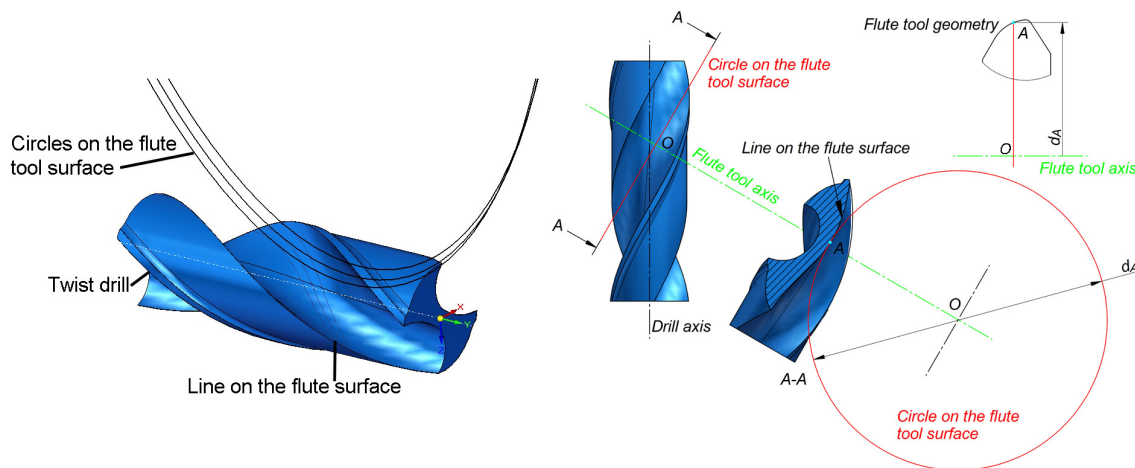 Circles on the flute
tool surface
Twist drill
Line on the flute surface
X
Y
Z
A
A
Circle on the flute
tool surface
O
Flute tool axis
A
A
Drill axis
Line on the flute surface
A
A-A
O
dA
Circle on the flute
tool surface
Flute tool geometry
A
dA
O
Flute tool axis